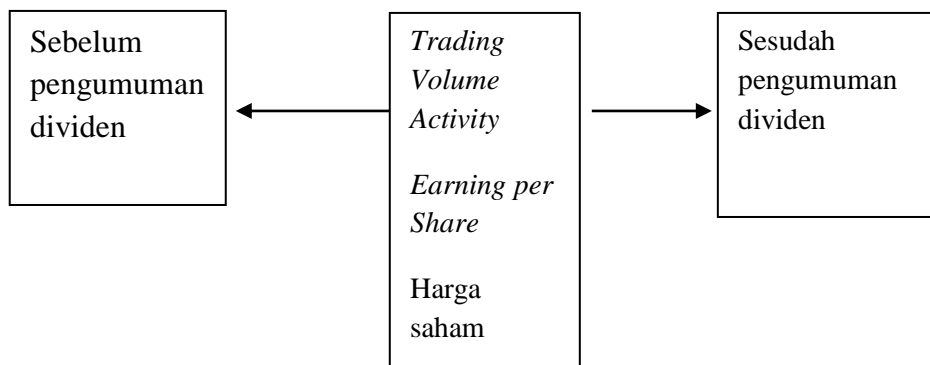 Sebelum
pengumuman
dividen
Trading
Volume
Activity
Earning per
Share
Harga
saham
Sesudah
pengumuman
dividen